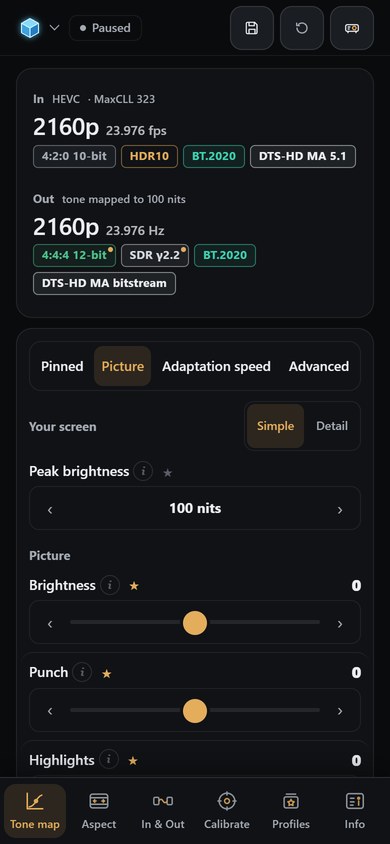 Paused
In HEVC · MaxCLL 323
2160p 23.976 fps
4:2:0 10-bit HDR10 BT.2020 DTS-HD MA 5.1
Out tone mapped to 100 nits
2160p 23.976 Hz
4:4:4 12-bit SDR γ2.2 BT.2020
DTS-HD MA bitstream
Pinned Picture Adaptation speed Advanced
Your screen Simple Detail
Peak brightness i
‹ 100 nits ›
Picture
Brightness i 0
‹ ›
Punch i 0
‹ ›
Highlights i 0
Tone map Aspect In & Out Calibrate Profiles Info